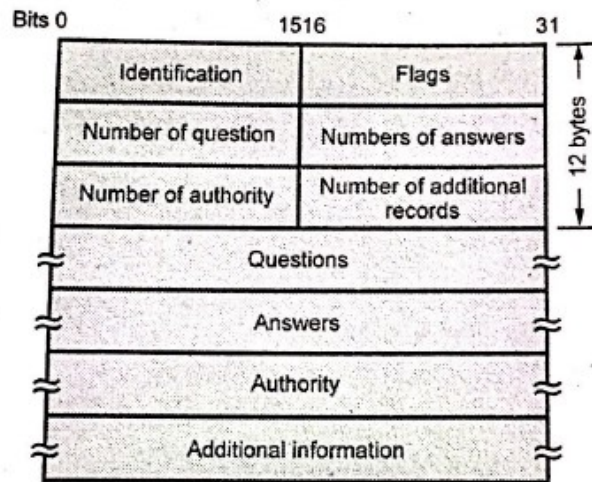 Bits 0 1516 31
Identification Flags
Number of question Numbers of answers
Number of authority Number of additional
records
12 bytes
Questions
Answers
Authority
Additional information